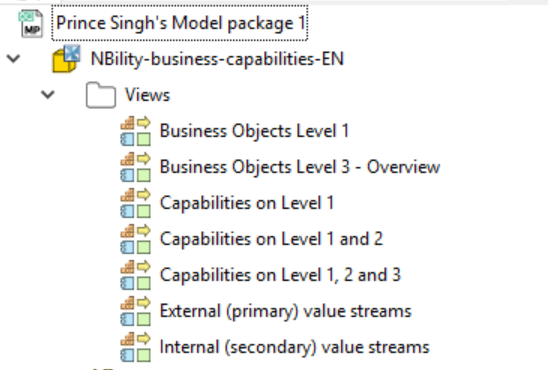 MP Prince Singh's Model package 1
NBility-business-capabilities-EN
Views
Business Objects Level 1
Business Objects Level 3 - Overview
Capabilities on Level 1
Capabilities on Level 1 and 2
Capabilities on Level 1, 2 and 3
External (primary) value streams
Internal (secondary) value streams